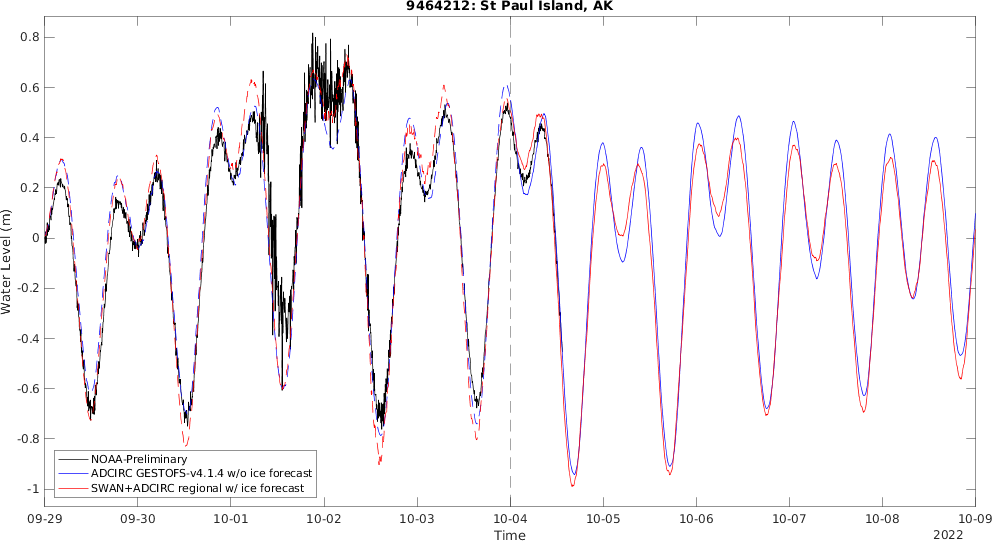 9464212: St Paul Island, AK
0.8
0.6
0.4
0.2
0
-0.2
-0.4
-0.6
-0.8
-1
Water Level (m)
NOAA-Preliminary
ADCIRC GESTOFS-v4.1.4 w/o ice forecast
SWAN+ADCIRC regional w/ ice forecast
09-29 09-30 10-01 10-02 10-03 10-04 10-05 10-06 10-07 10-08 10-09
Time
2022